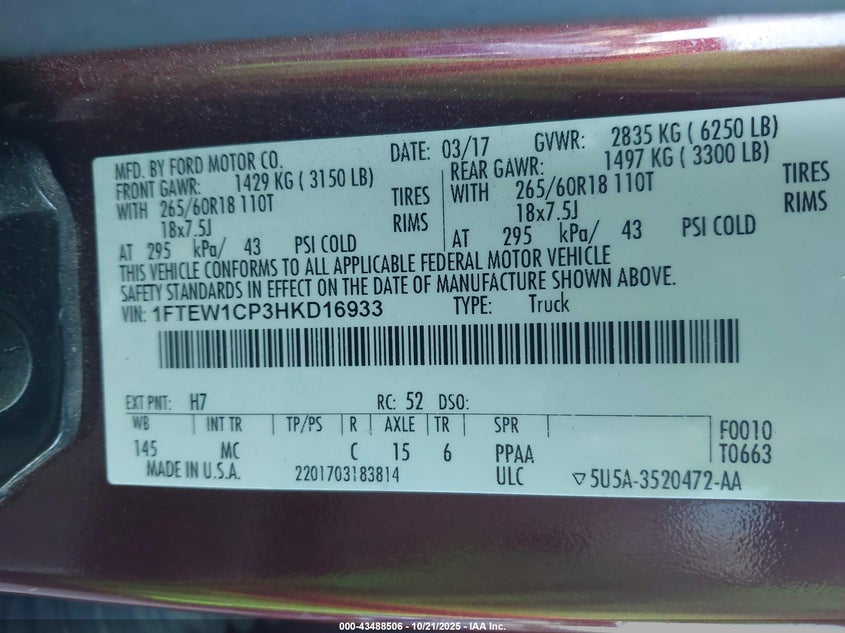 MFD. BY FORD MOTOR CO. DATE: 03/17 GVWR: 2835 KG ( 6250 LB)
FRONT GAWR: 1429 KG ( 3150 LB) REAR GAWR: 1497 KG ( 3300 LB)
WITH 265/60R18 110T TIRES WITH 265/60R18 110T TIRES
18x7.5J RIMS 18x7.5J RIMS
AT 295 kPa/ 43 PSI COLD AT 295 kPa/ 43 PSI COLD
THIS VEHICLE CONFORMS TO ALL APPLICABLE FEDERAL MOTOR VEHICLE
SAFETY STANDARDS IN EFFECT ON THE DATE OF MANUFACTURE SHOWN ABOVE.
VIN: 1FTEW1CP3HKD16933 TYPE: Truck
EXT PNT: H7 RC: 52 DSO:
WB INT TR TP/PS R AXLE TR SPR F0010
145 MC C 15 6 PPAA T0663
MADE IN U.S.A. 2201703183814 ULC ▽5U5A-3520472-AA
000-43488506 - 10/21/2025 - IAA Inc.